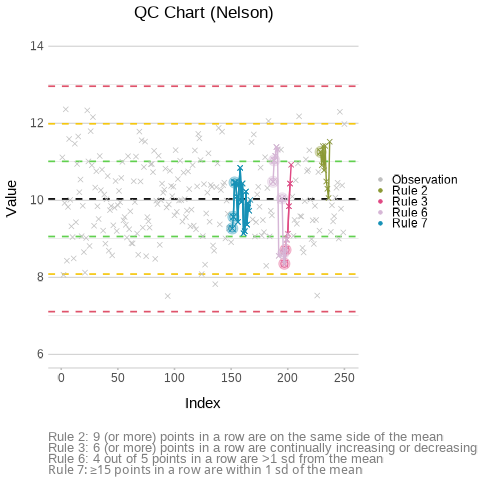 QC Chart (Nelson)
14
12
10
8
6
Value
0
50
100
150
200
250
Index
Observation
Rule 2
Rule 3
Rule 6
Rule 7
Rule 2: 9 (or more) points in a row are on the same side of the mean
Rule 3: 6 (or more) points in a row are continually increasing or decreasing
Rule 6: 4 out of 5 points in a row are >1 sd from the mean
Rule 7: ≥15 points in a row are within 1 sd of the mean